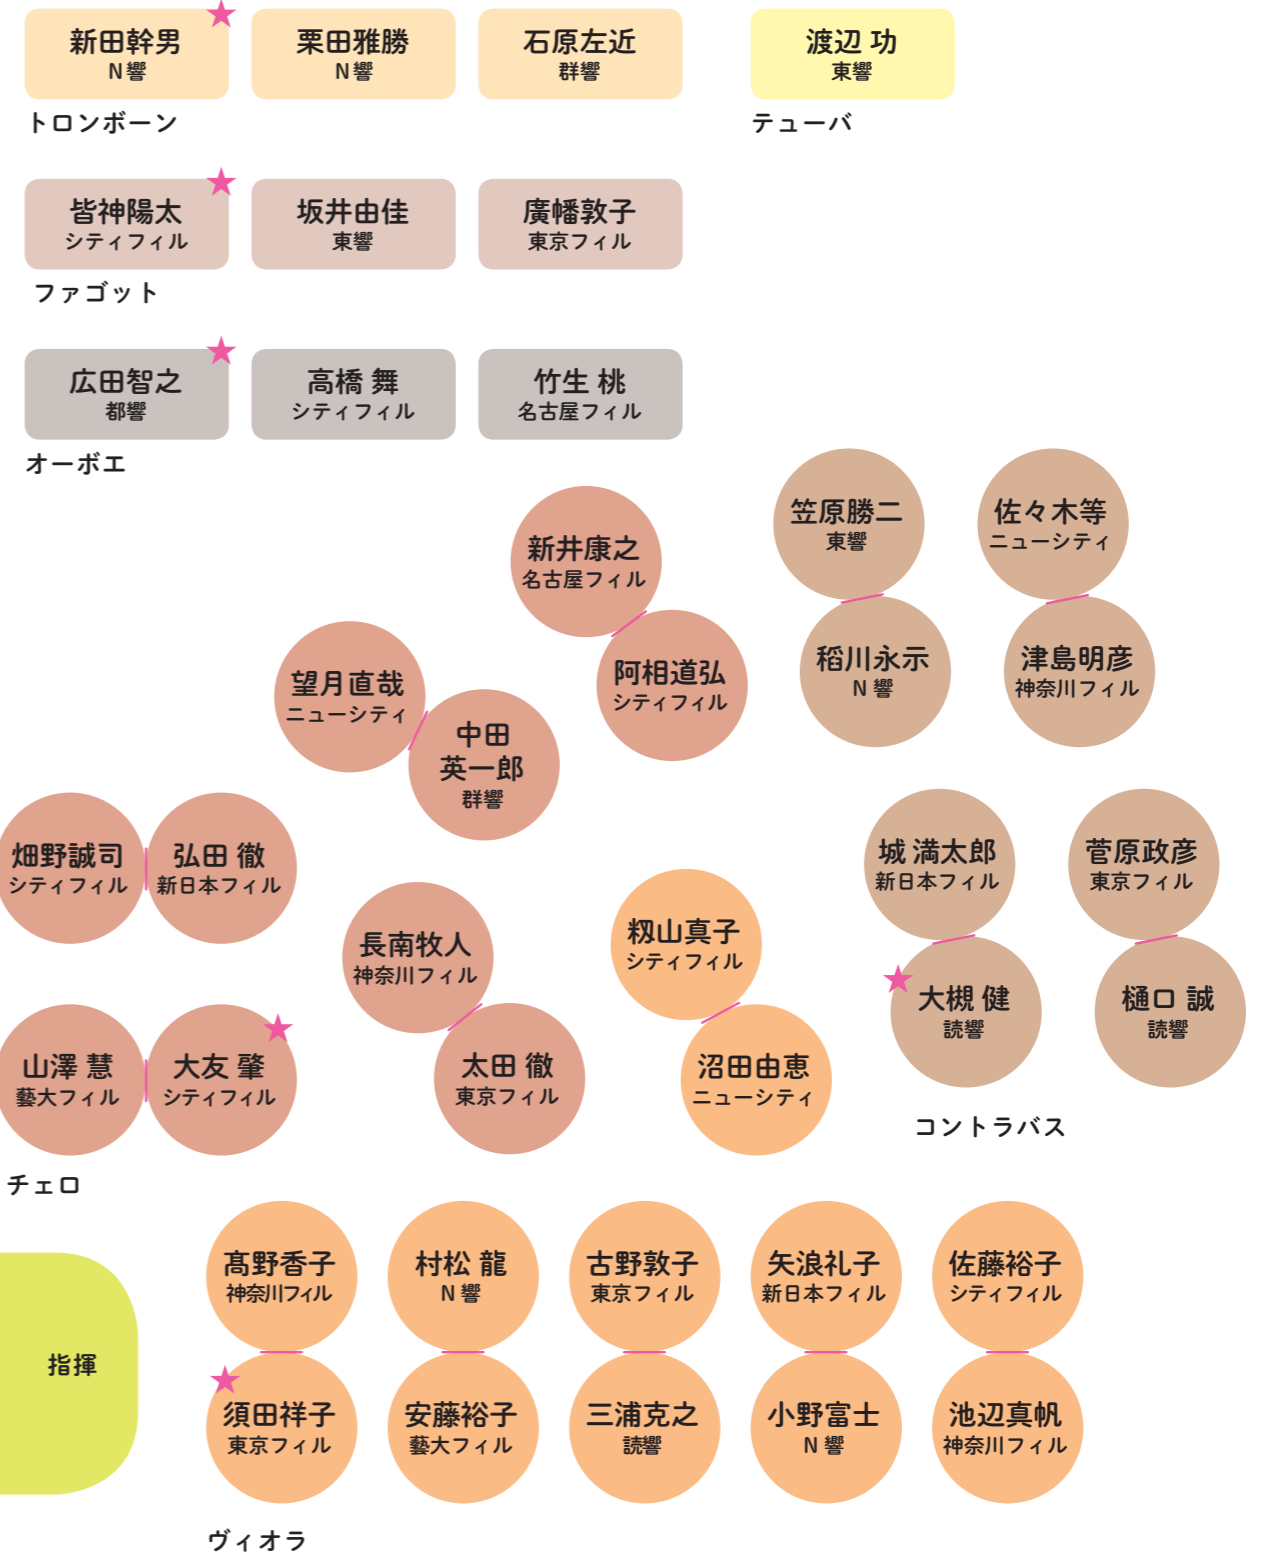 新田幹男
N響
栗田雅勝
N響
石原左近
群響
渡辺 功
東響
トロンボーン
テューバ
皆神陽太
シティフィル
坂井由佳
東響
廣幡敦子
東京フィル
ファゴット
広田智之
都響
高橋 舞
シティフィル
竹生 桃
名古屋フィル
オーボエ
新井康之
名古屋フィル
阿相道弘
シティフィル
笠原勝二
東響
佐々木等
ニューシティ
稻川永示
N響
津島明彦
神奈川フィル
望月直哉
ニューシティ
中田
英一郎
群響
畑野誠司
シティフィル
弘田 徹
新日本フィル
長南牧人
神奈川フィル
太田 徹
東京フィル
籾山真子
シティフィル
沼田由恵
ニューシティ
城 満太郎
新日本フィル
菅原政彦
東京フィル
大槻 健
読響
樋口 誠
読響
コントラバス
山澤 慧
藝大フィル
大友 肇
シティフィル
チェロ
髙野香子
神奈川フィル
村松 龍
N響
古野敦子
東京フィル
矢浪礼子
新日本フィル
佐藤裕子
シティフィル
指揮
須田祥子
東京フィル
安藤裕子
藝大フィル
三浦克之
読響
小野富士
N響
池辺真帆
神奈川フィル
ヴィオラ